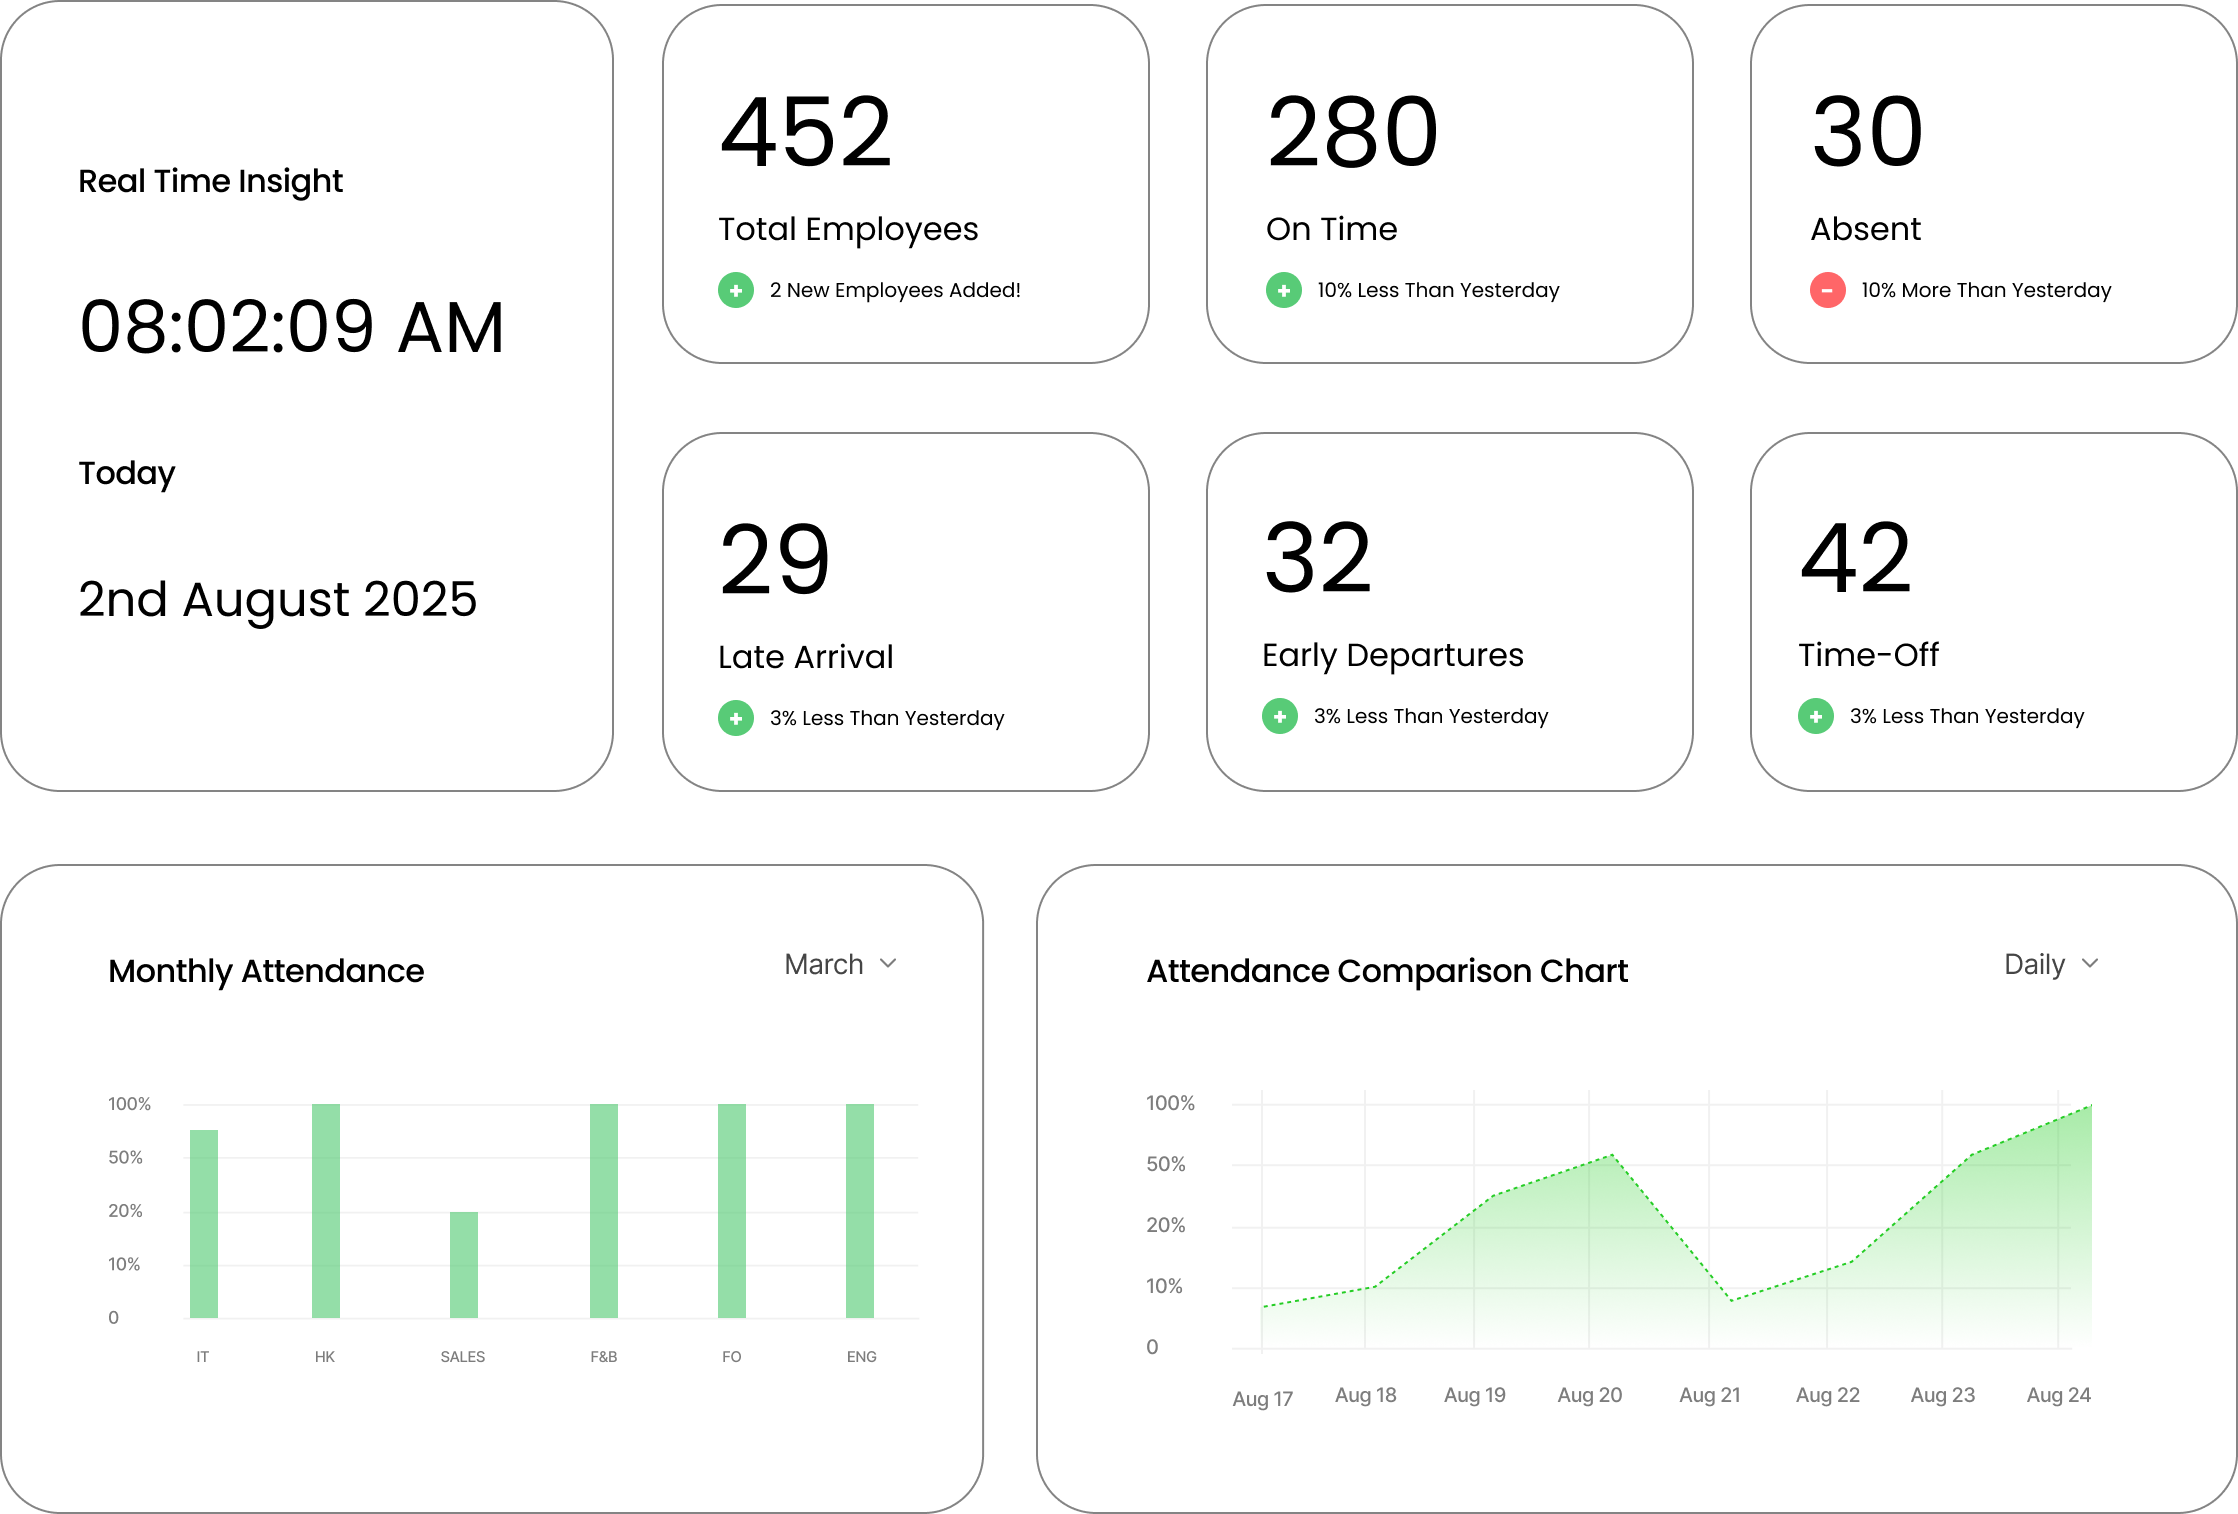 Real Time Insight
08:02:09 AM
Today
2nd August 2025
452
Total Employees
2 New Employees Added!
280
On Time
10% Less Than Yesterday
30
Absent
10% More Than Yesterday
29
Late Arrival
3% Less Than Yesterday
32
Early Departures
3% Less Than Yesterday
42
Time-Off
3% Less Than Yesterday
Monthly Attendance
March
100%
50%
20%
10%
0
IT HK SALES F&B FO ENG
Attendance Comparison Chart
Daily
100%
50%
20%
10%
0
Aug 17 Aug 18 Aug 19 Aug 20 Aug 21 Aug 22 Aug 23 Aug 24